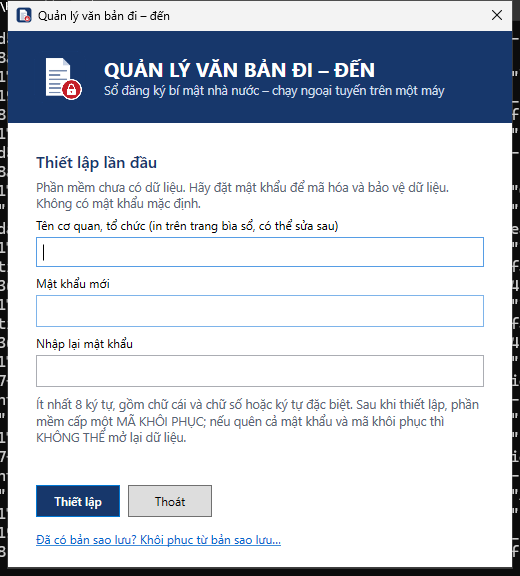 Quản lý văn bản đi – đến
QUẢN LÝ VĂN BẢN ĐI – ĐẾN
Sổ đăng ký bí mật nhà nước – chạy ngoại tuyến trên một máy
Thiết lập lần đầu
Phần mềm chưa có dữ liệu. Hãy đặt mật khẩu để mã hóa và bảo vệ dữ liệu.
Không có mật khẩu mặc định.
Tên cơ quan, tổ chức (in trên trang bìa sổ, có thể sửa sau)
Mật khẩu mới
Nhập lại mật khẩu
Ít nhất 8 ký tự, gồm chữ cái và chữ số hoặc ký tự đặc biệt. Sau khi thiết lập, phần
mềm cấp một MÃ KHÔI PHỤC; nếu quên cả mật khẩu và mã khôi phục thì
KHÔNG THỂ mở lại dữ liệu.
Thiết lập
Thoát
Đã có bản sao lưu? Khôi phục từ bản sao lưu...